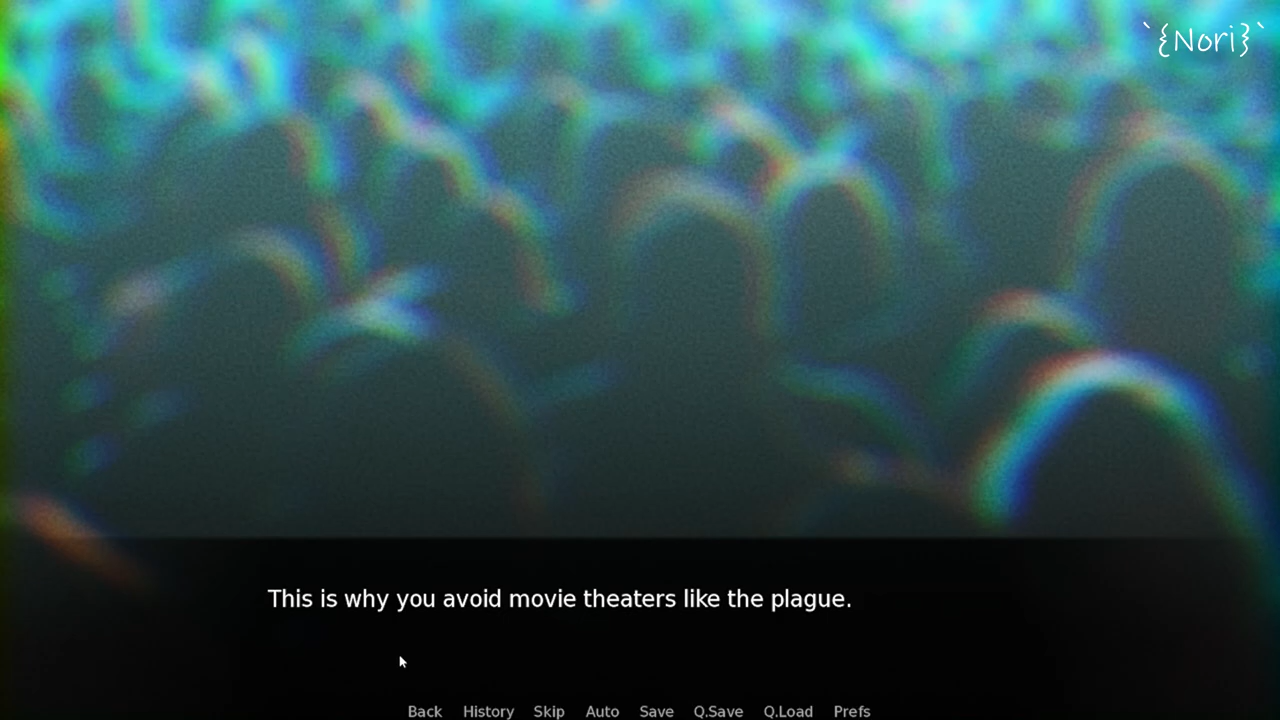 `{Nori}`
This is why you avoid movie theaters like the plague.
Back History Skip Auto Save Q.Save Q.Load Prefs